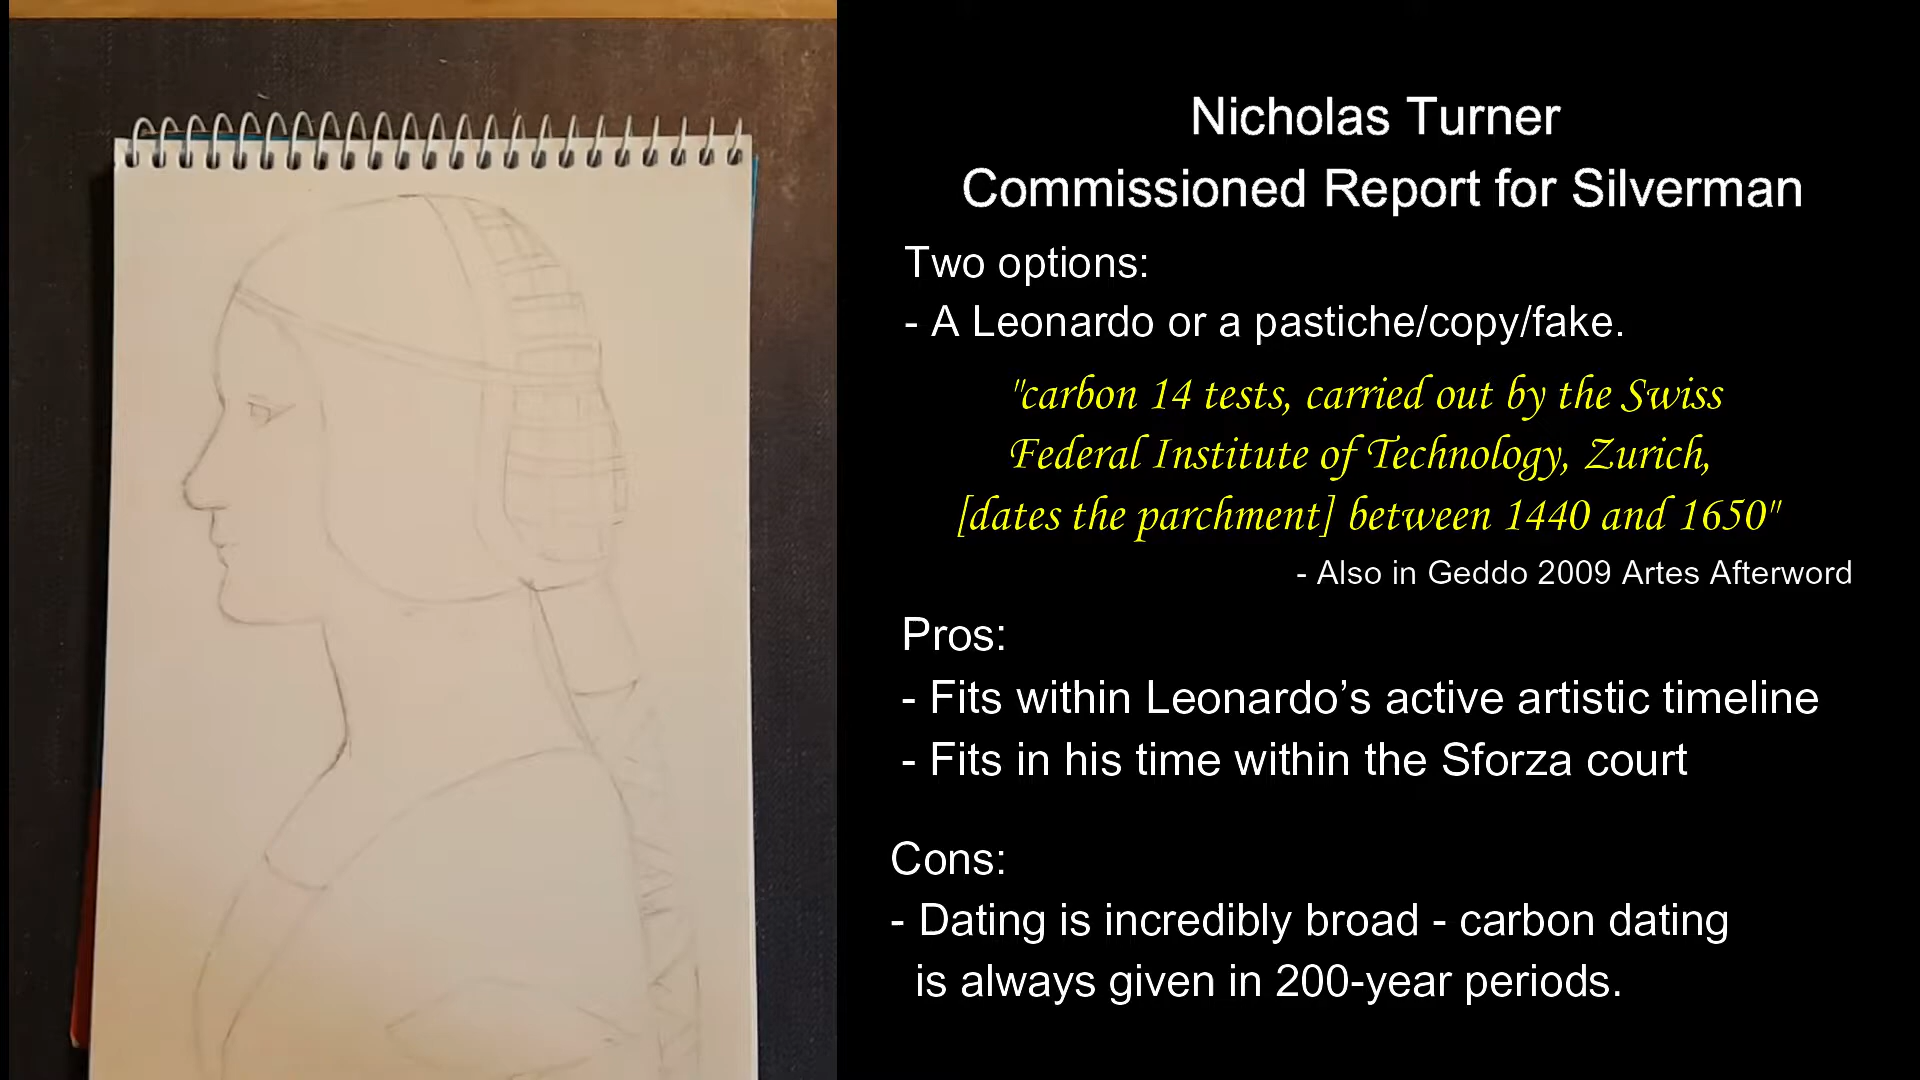 Nicholas Turner
Commissioned Report for Silverman
Two options:
- A Leonardo or a pastiche/copy/fake.
"carbon 14 tests, carried out by the Swiss
Federal Institute of Technology, Zurich,
[dates the parchment] between 1440 and 1650"
- Also in Geddo 2009 Artes Afterword
Pros:
- Fits within Leonardo’s active artistic timeline
- Fits in his time within the Sforza court
Cons:
- Dating is incredibly broad - carbon dating
is always given in 200-year periods.